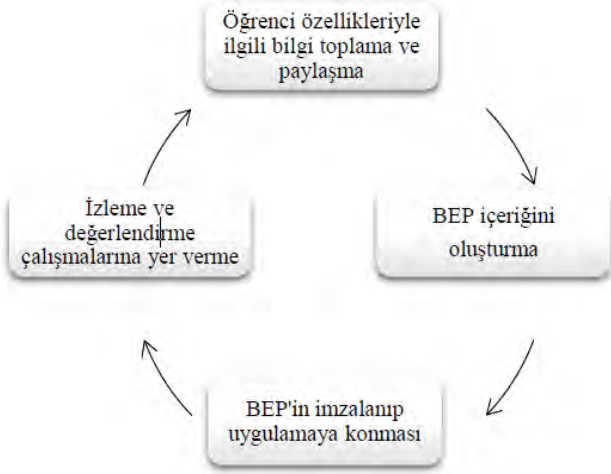 Öğrenci özellikleriyle
ilgili bilgi toplama ve
paylaşma
BEP içeriğini
oluşturma
BEP'in imzalanıp
uygulamaya konması
İzleme ve
değerlendirme
çalışmalarına yer verme